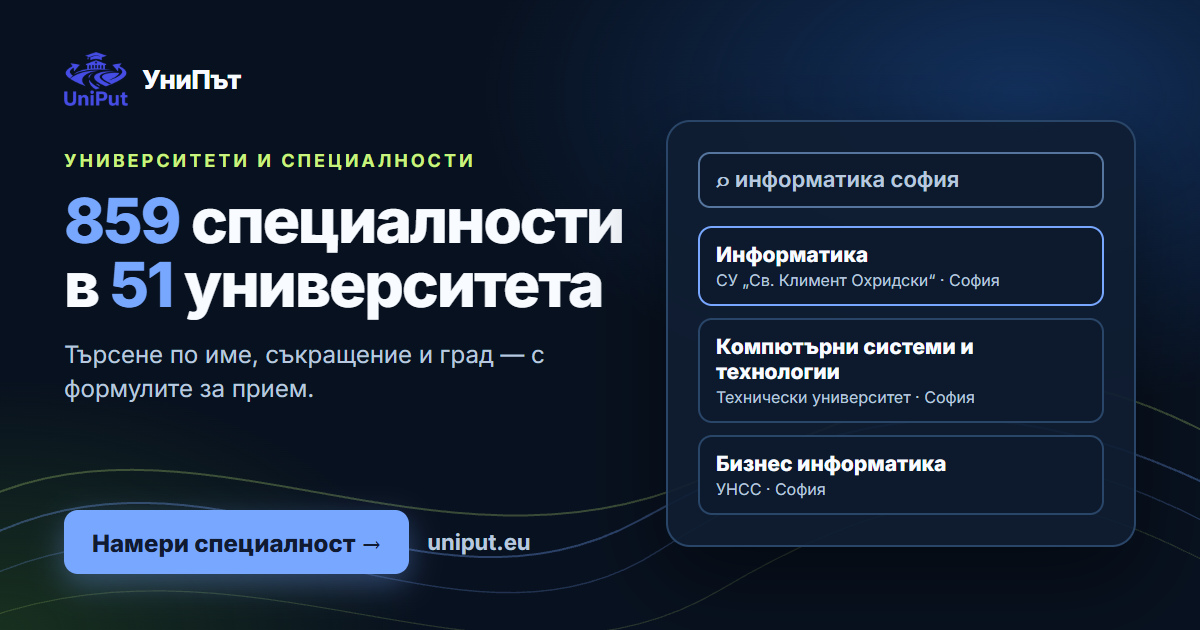 UniPut
УниПът
УНИВЕРСИТЕТИ И СПЕЦИАЛНОСТИ
859 специалности
в 51 университета
Търсене по име, съкращение и град — с
формулите за прием.
Намери специалност →
uniput.eu
информатика софия
Информатика
СУ „Св. Климент Охридски“ · София
Компютърни системи и
технологии
Технически университет · София
Бизнес информатика
УНСС · София